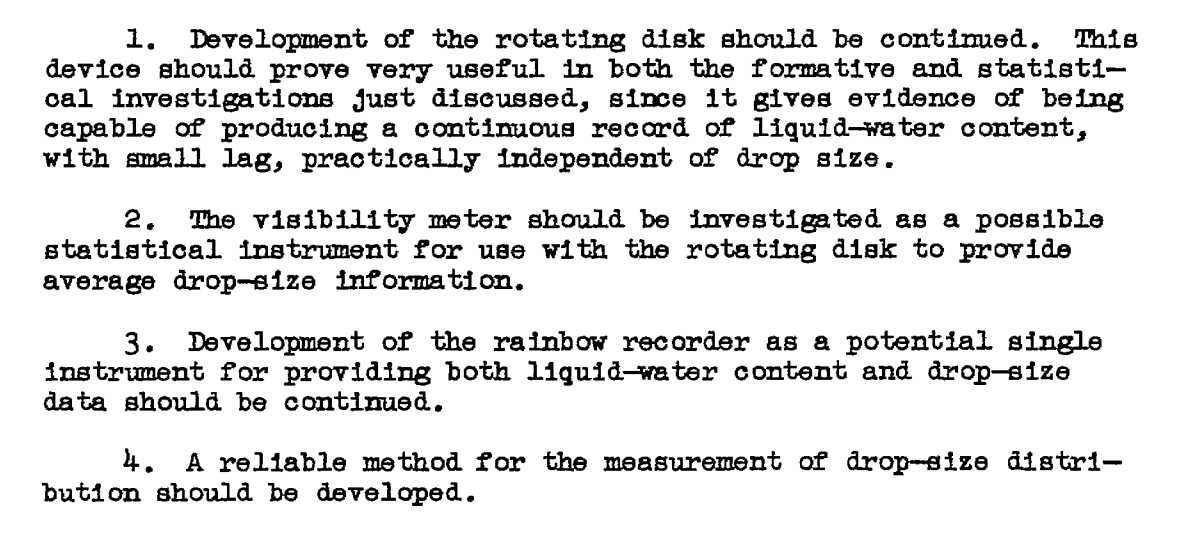 1. Development of the rotating disk should be continued. This
device should prove very useful in both the formative and statisti-
cal investigations just discussed, since it gives evidence of being
capable of producing a continuous record of liquid-water content,
with small lag, practically independent of drop size.
2. The visibility meter should be investigated as a possible
statistical instrument for use with the rotating disk to provide
average drop-size information.
3. Development of the rainbow recorder as a potential single
instrument for providing both liquid-water content and drop-size
data should be continued.
4. A reliable method for the measurement of drop-size distri-
bution should be developed.